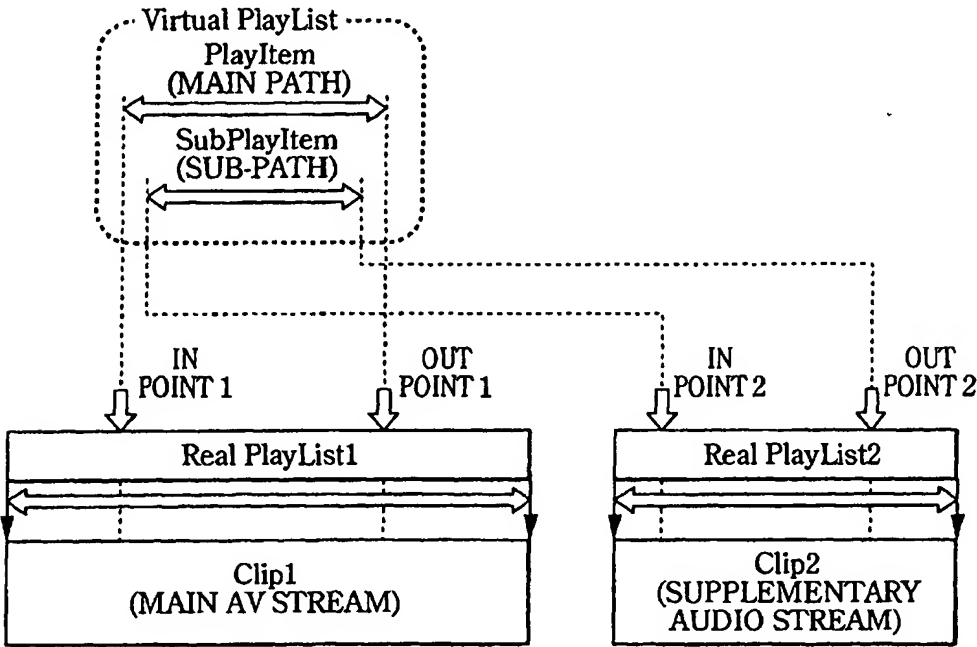 Virtual PlayList
PlayItem
(MAIN PATH)
SubPlayItem
(SUB-PATH)
IN
POINT 1
OUT
POINT 1
IN
POINT 2
OUT
POINT 2
Real PlayList1
Real PlayList2
Clip1
(MAIN AV STREAM)
Clip2
(SUPPLEMENTARY
AUDIO STREAM)